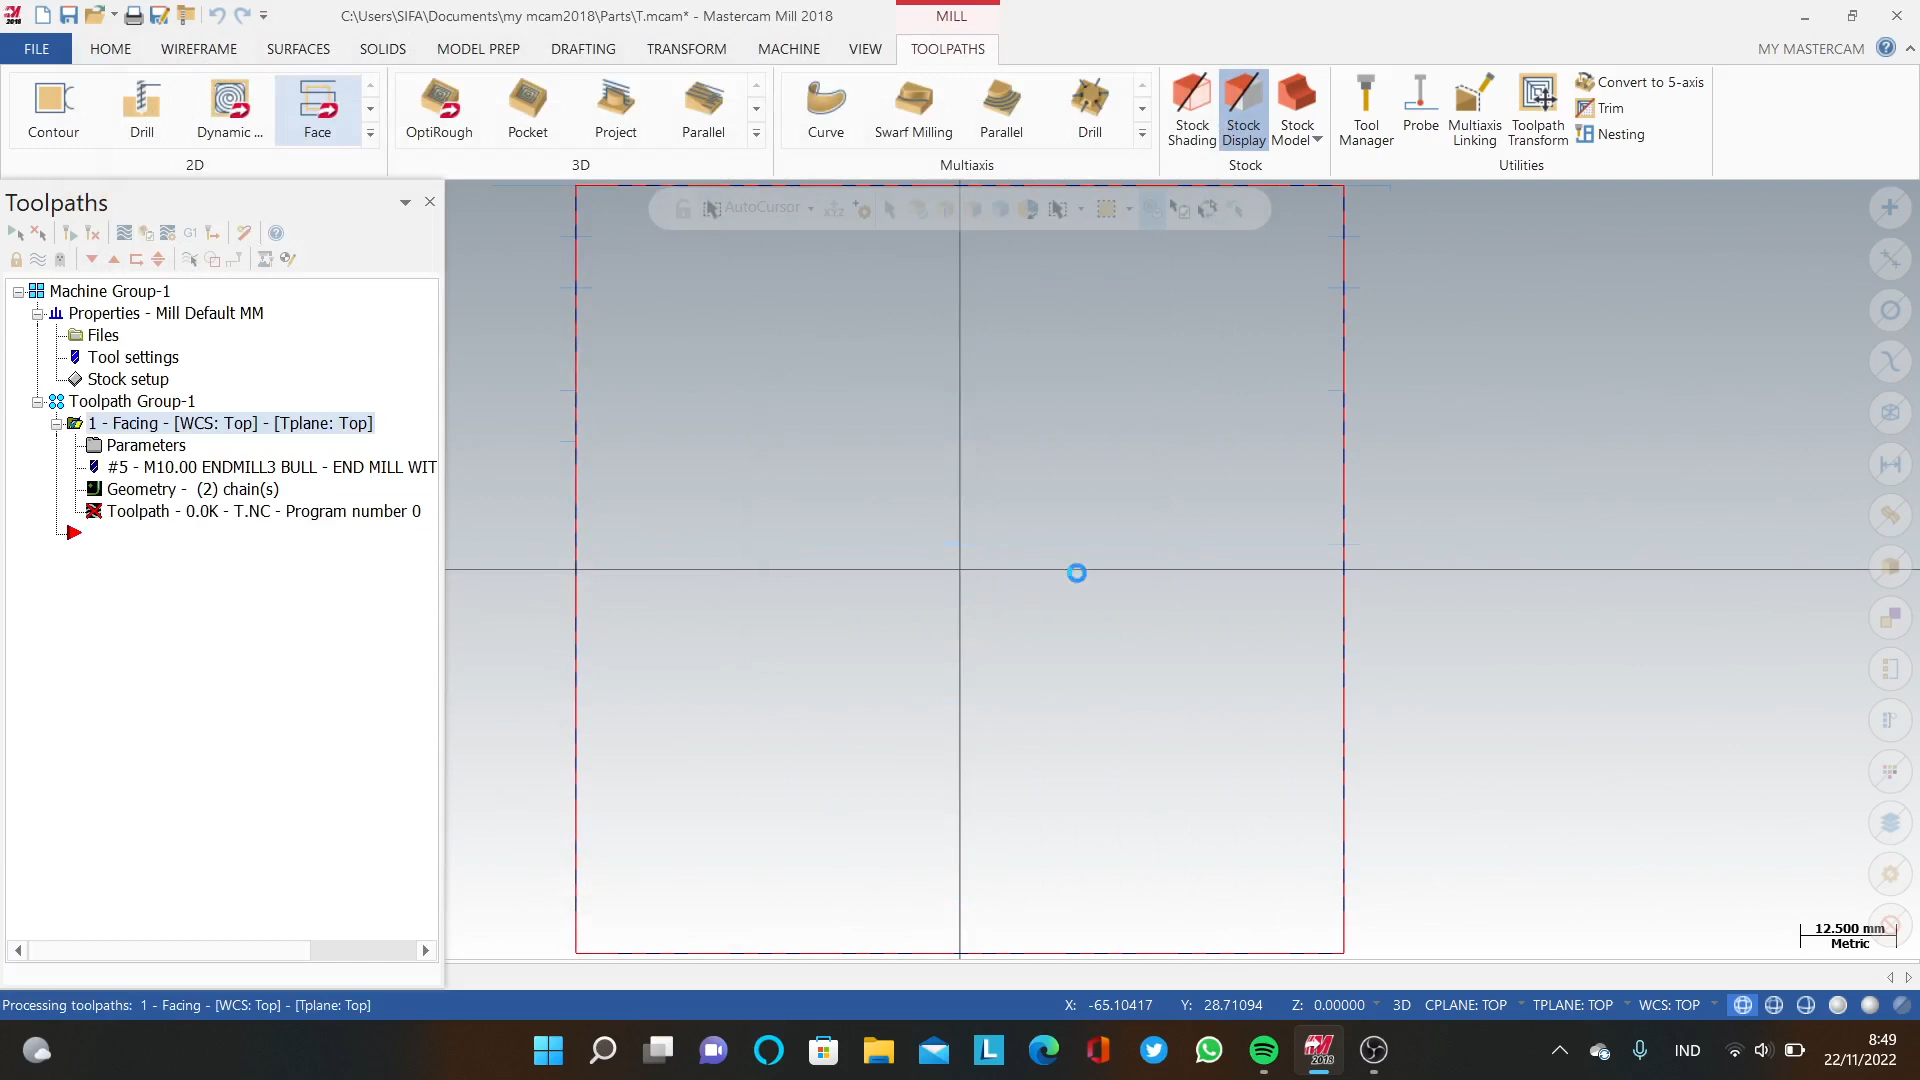 C:\Users\SIFA\Documents\my mcam2018\Parts\T.mcam* - Mastercam Mill 2018
MILL
FILE HOME WIREFRAME SURFACES SOLIDS MODEL PREP DRAFTING TRANSFORM MACHINE VIEW TOOLPATHS MY MASTERCAM
Contour Drill Dynamic ... Face
2D
OptiRough Pocket Project Parallel
3D
Curve Swarf Milling Parallel Drill
Multiaxis
Stock Shading Stock Display Stock Model
Stock
Tool Manager Probe Multiaxis Linking Toolpath Transform
Convert to 5-axis
Trim
Nesting
Utilities
Toolpaths
AutoCursor
G1
Machine Group-1
Properties - Mill Default MM
Files
Tool settings
Stock setup
Toolpath Group-1
1 - Facing - [WCS: Top] - [Tplane: Top]
Parameters
#5 - M10.00 ENDMILL3 BULL - END MILL WIT
Geometry - (2) chain(s)
Toolpath - 0.0K - T.NC - Program number 0
12.500 mm
Metric
Processing toolpaths: 1 - Facing - [WCS: Top] - [Tplane: Top]
X: -65.10417 Y: 28.71094 Z: 0.00000 3D CPLANE: TOP TPLANE: TOP WCS: TOP
2018
IND
8:49
22/11/2022